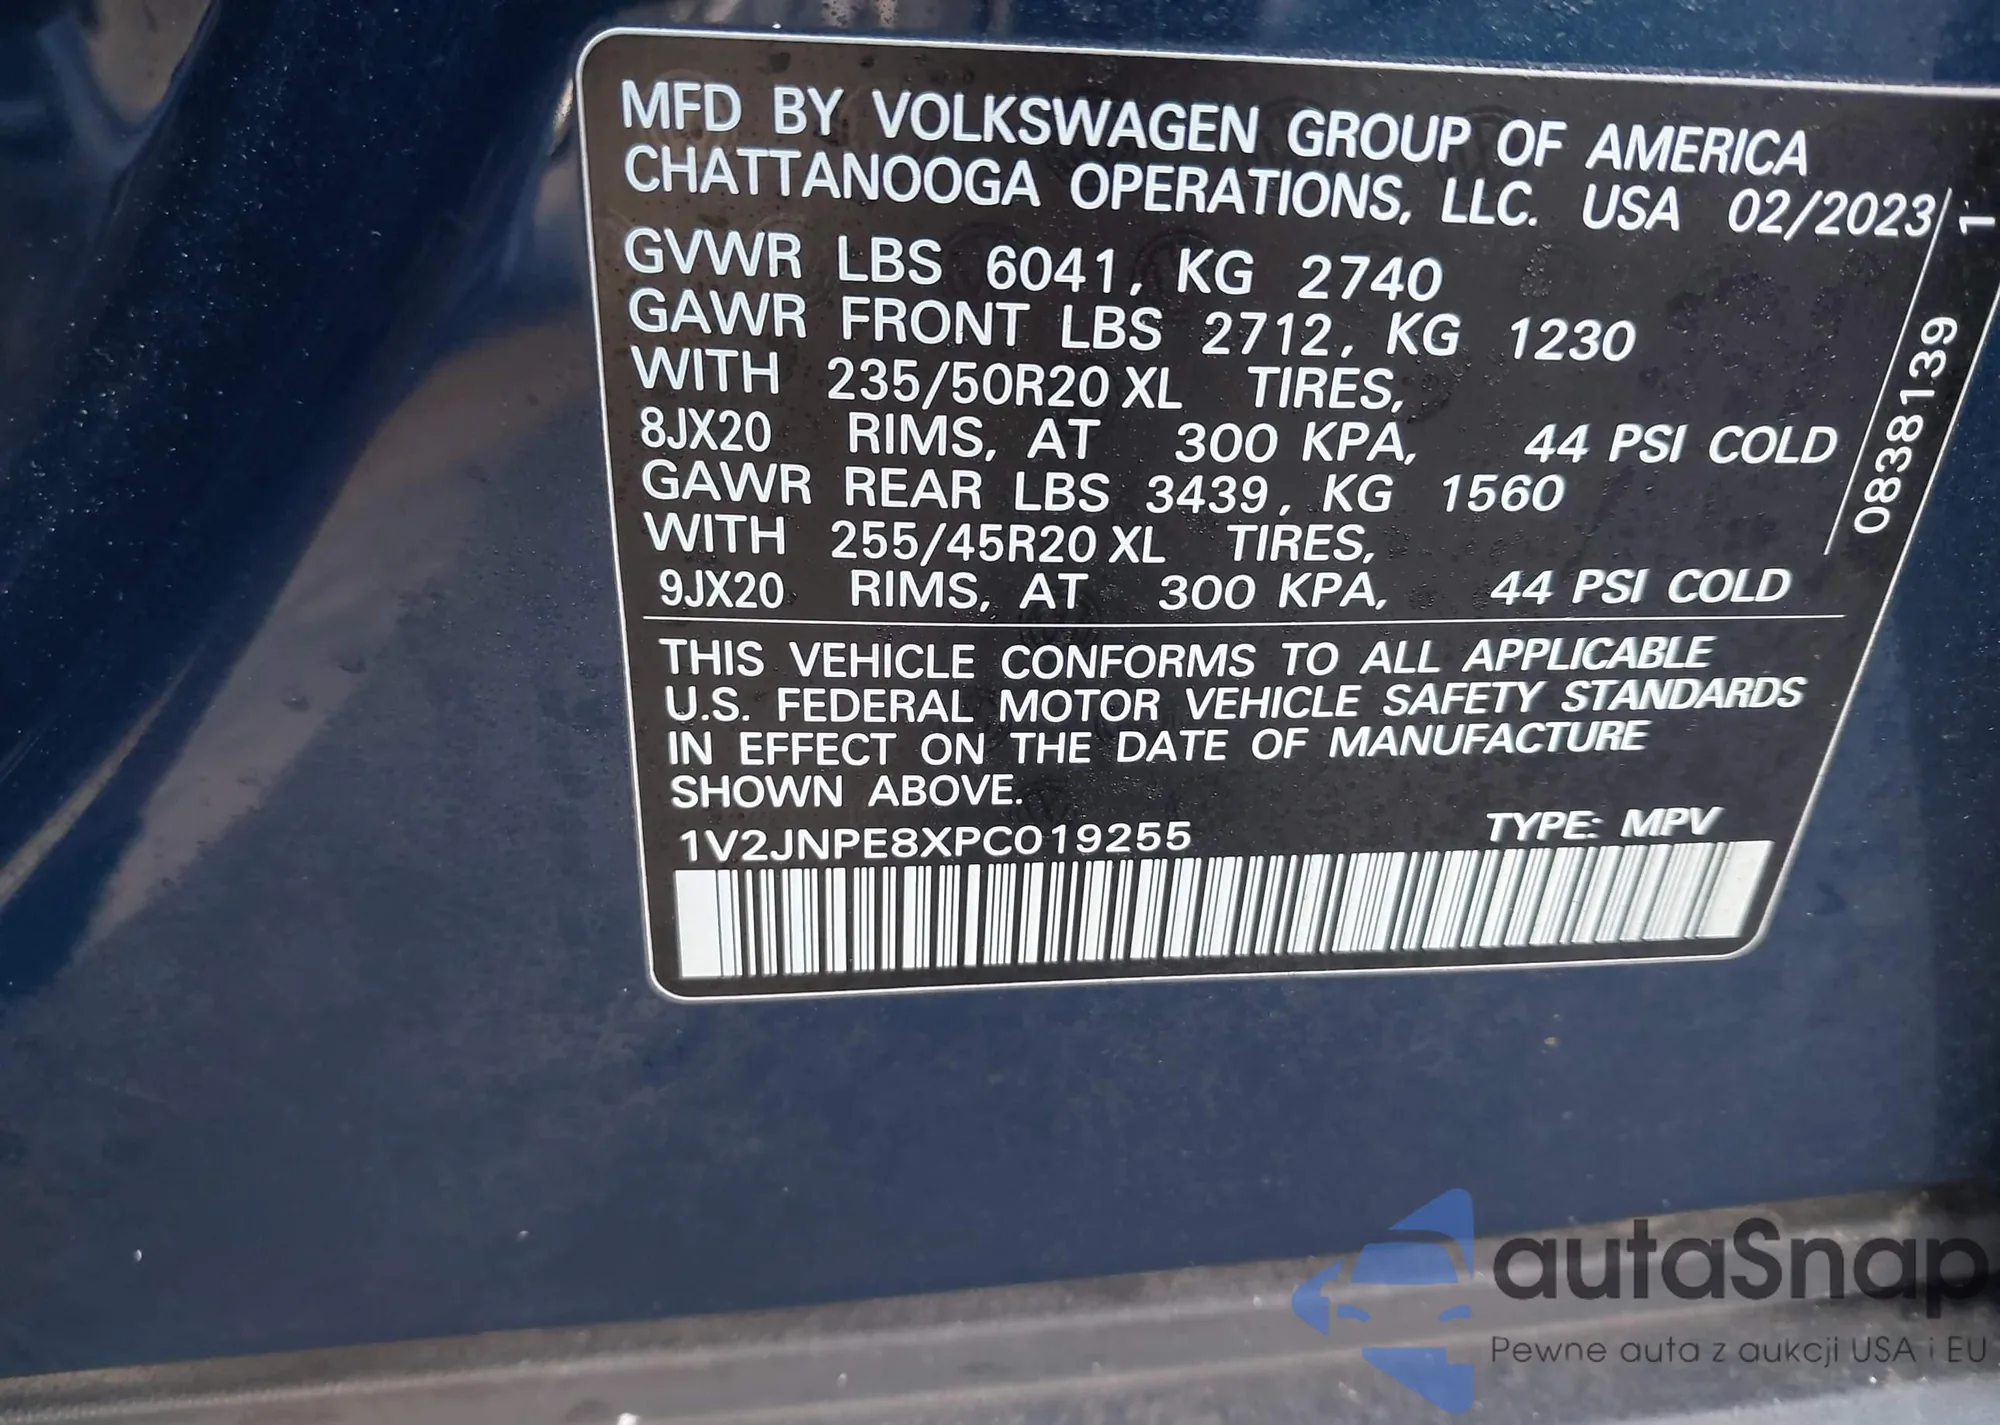 MFD BY VOLKSWAGEN GROUP OF AMERICA
CHATTANOOGA OPERATIONS, LLC. USA 02/2023
GVWR LBS 6041, KG 2740
GAWR FRONT LBS 2712, KG 1230
WITH 235/50R20 XL TIRES,
8JX20 RIMS, AT 300 KPA, 44 PSI COLD
GAWR REAR LBS 3439, KG 1560
WITH 255/45R20 XL TIRES,
9JX20 RIMS, AT 300 KPA, 44 PSI COLD
0838139 1
THIS VEHICLE CONFORMS TO ALL APPLICABLE
U.S. FEDERAL MOTOR VEHICLE SAFETY STANDARDS
IN EFFECT ON THE DATE OF MANUFACTURE
SHOWN ABOVE.
1V2JNPE8XPC019255 TYPE: MPV
autaSnap
Pewne auta z aukcji USA i EU